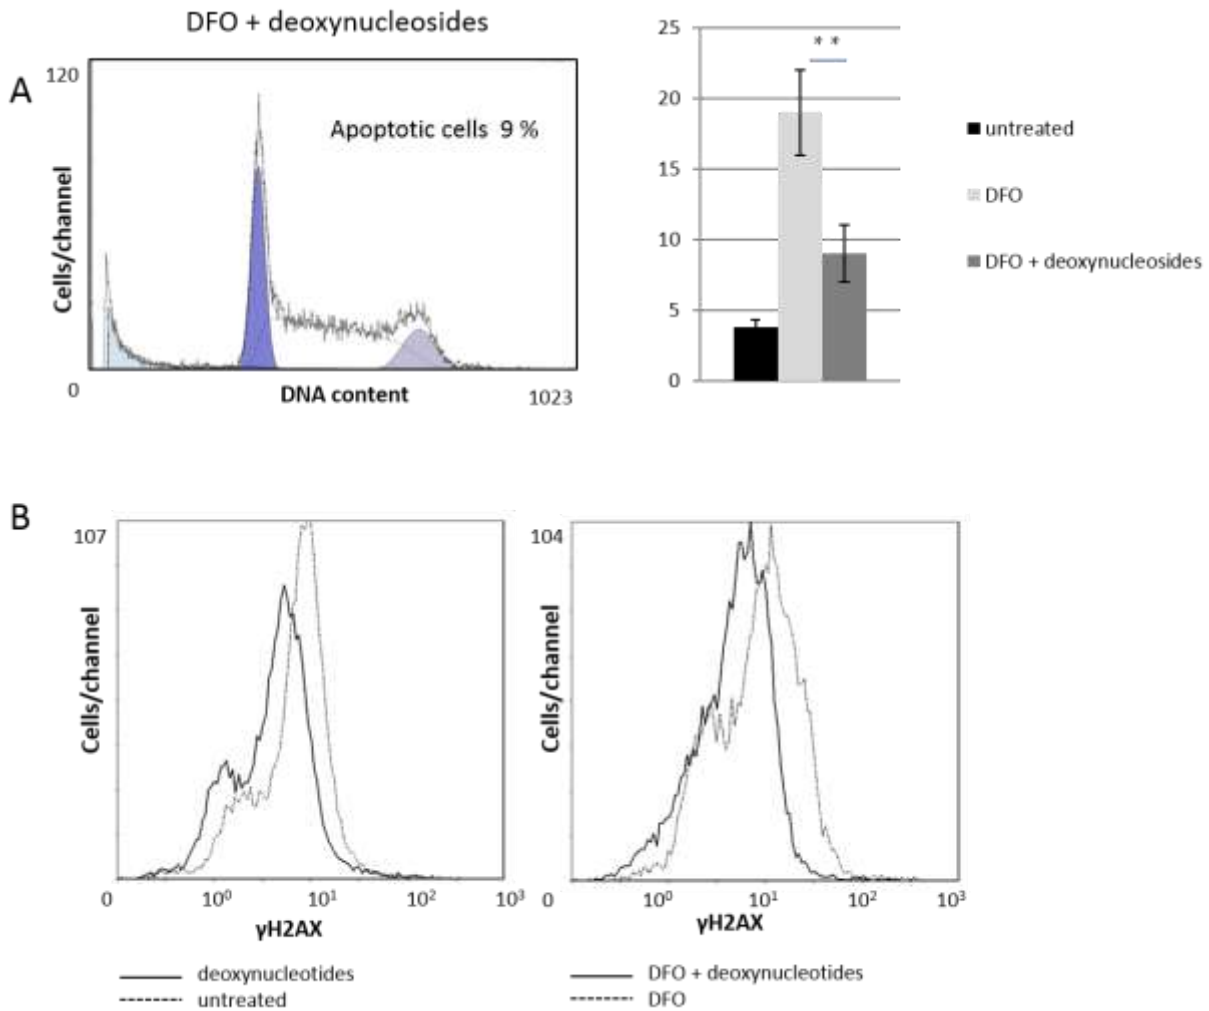 DFO + deoxynucleosides
A
120
Apoptotic cells 9 %
Cells/channel
0
DNA content
1023
25
20
15
10
5
0
* *
untreated
DFO
DFO + deoxynucleosides
B
107
Cells/channel
0
10⁰
10¹
10²
10³
γH2AX
deoxynucleotides
untreated
104
Cells/channel
0
10⁰
10¹
10²
10³
γH2AX
DFO + deoxynucleotides
DFO